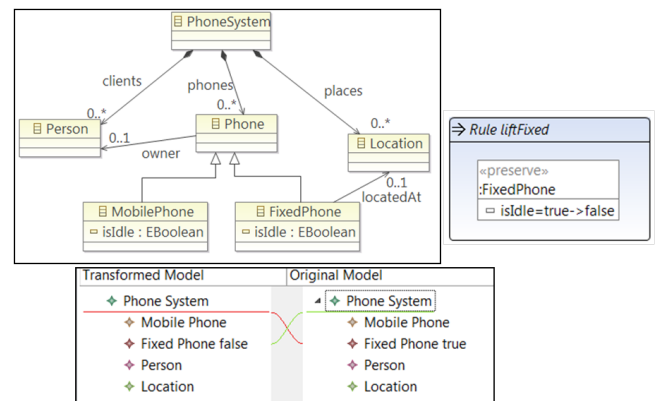 PhoneSystem
clients
phones
places
0..*
0..*
0..*
Person
0..1
owner
Phone
Location
0..1
locatedAt
MobilePhone
isIdle : EBoolean
FixedPhone
isIdle : EBoolean
Rule liftFixed
«preserve»
:FixedPhone
isIdle=true->false
Transformed Model
Original Model
Phone System
Phone System
Mobile Phone
Mobile Phone
Fixed Phone false
Fixed Phone true
Person
Person
Location
Location